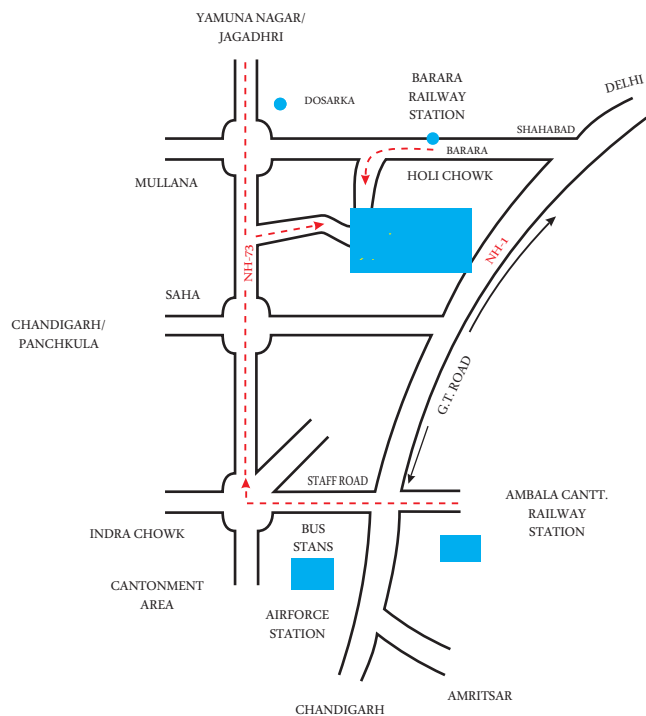 YAMUNA NAGAR/
JAGADHRI
DELHI
BARARA
RAILWAY
STATION
DOSARKA
SHAHABAD
BARARA
MULLANA
HOLI CHOWK
NH-73
NH-1
SAHA
CHANDIGARH/
PANCHKULA
G.T. ROAD
STAFF ROAD
AMBALA CANTT.
RAILWAY
STATION
INDRA CHOWK
BUS
STANS
CANTONMENT
AREA
AIRFORCE
STATION
AMRITSAR
CHANDIGARH